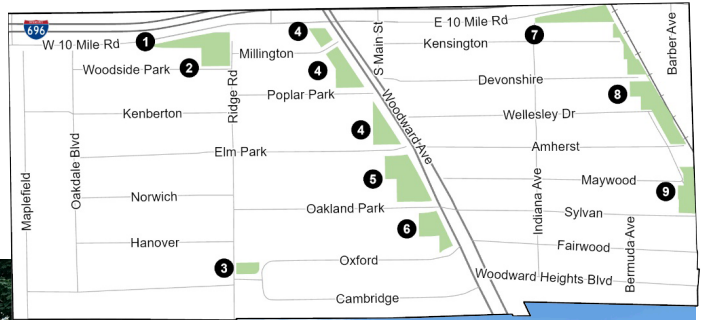 696
W 10 Mile Rd
1
2
Woodside Park
Millington
4
4
Poplar Park
Kenberton
Ridge Rd
Elm Park
4
Maplefield
Oakdale Blvd
Norwich
Hanover
3
Oakland Park
5
6
Oxford
Cambridge
Woodward Ave
S Main St
E 10 Mile Rd
7
Kensington
Devonshire
8
Wellesley Dr
Amherst
Maywood
9
Sylvan
Fairwood
Woodward Heights Blvd
Indiana Ave
Bermuda Ave
Barber Ave